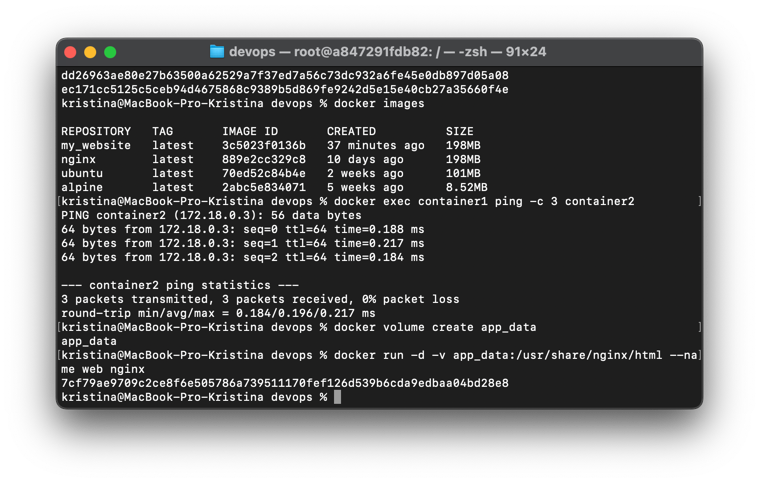 devops — root@a847291fdb82: / — -zsh — 91×24
dd26963ae80e27b63500a62529a7f37ed7a56c73dc932a6fe45e0db897d05a08
ec171cc5125c5ceb94d4675868c9389b5d869fe9242d5e15e40cb27a35660f4e
kristina@MacBook-Pro-Kristina devops % docker images
REPOSITORY   TAG       IMAGE ID       CREATED          SIZE
my_website   latest    3c5023f0136b   37 minutes ago   198MB
nginx        latest    889e2cc329c8   10 days ago      198MB
ubuntu       latest    70ed52c84b4e   2 weeks ago      101MB
alpine       latest    2abc5e834071   5 weeks ago      8.52MB
[kristina@MacBook-Pro-Kristina devops % docker exec container1 ping -c 3 container2         ]
PING container2 (172.18.0.3): 56 data bytes
64 bytes from 172.18.0.3: seq=0 ttl=64 time=0.188 ms
64 bytes from 172.18.0.3: seq=1 ttl=64 time=0.217 ms
64 bytes from 172.18.0.3: seq=2 ttl=64 time=0.184 ms
--- container2 ping statistics ---
3 packets transmitted, 3 packets received, 0% packet loss
round-trip min/avg/max = 0.184/0.196/0.217 ms
[kristina@MacBook-Pro-Kristina devops % docker volume create app_data                       ]
app_data
[kristina@MacBook-Pro-Kristina devops % docker run -d -v app_data:/usr/share/nginx/html --na]
me web nginx
7cf79ae9709c2ce8f6e505786a739511170fef126d539b6cda9edbaa04bd28e8
kristina@MacBook-Pro-Kristina devops %